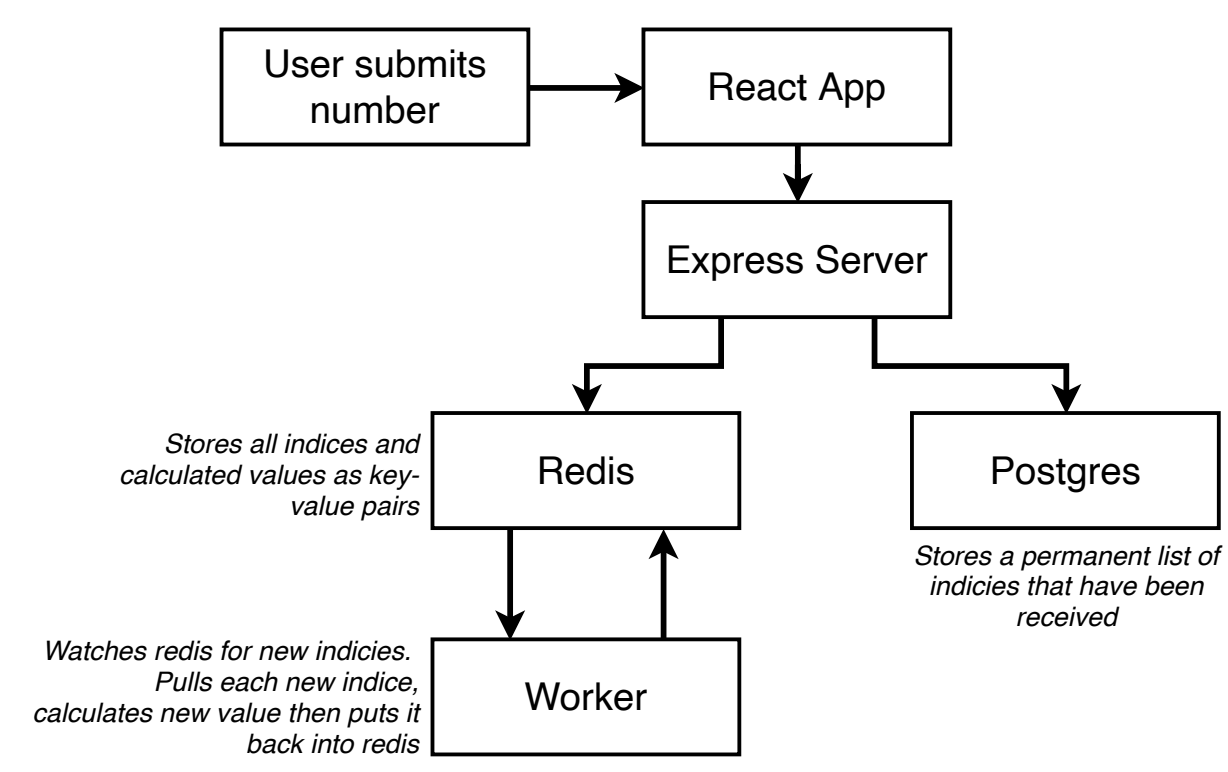 User submits
number
React App
Express Server
Stores all indices and
calculated values as key-
value pairs
Redis
Postgres
Stores a permanent list of
indicies that have been
received
Watches redis for new indicies.
Pulls each new indice,
calculates new value then puts it
back into redis
Worker